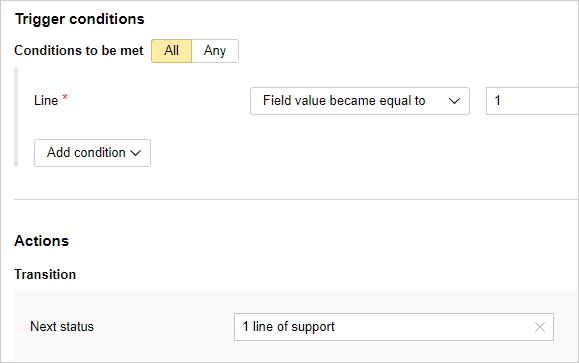 Trigger conditions
Conditions to be met All Any
Line * Field value became equal to 1
Add condition
Actions
Transition
Next status 1 line of support